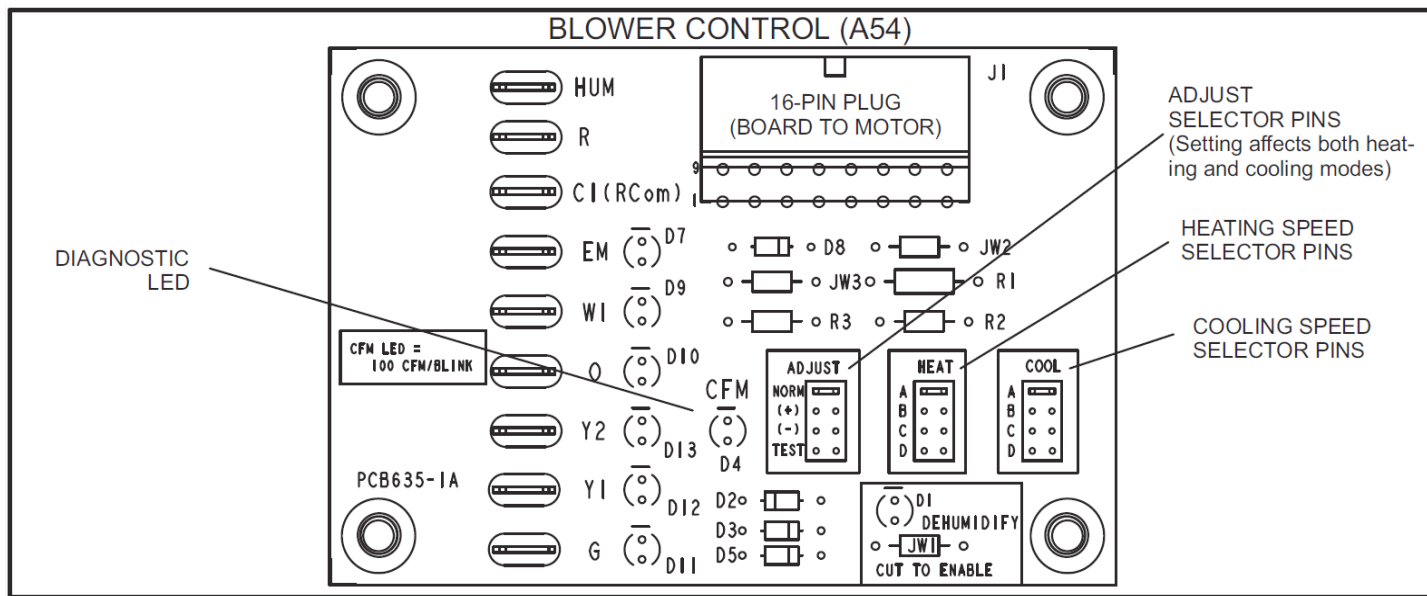 BLOWER CONTROL (A54)
HUM
R
C1(RCom)
EM
W1
O
Y2
Y1
G
D7
D9
D10
D13
D12
D11
J1
16-PIN PLUG
(BOARD TO MOTOR)
9
1
D8
JW2
JW3
R1
R3
R2
CFM LED =
100 CFM/BLINK
PCB635-1A
CFM
D4
ADJUST
NORM
(+)
(-)
TEST
HEAT
A
B
C
D
COOL
A
B
C
D
D2
D3
D5
D1
DEHUMIDIFY
JW1
CUT TO ENABLE
DIAGNOSTIC
LED
ADJUST
SELECTOR PINS
(Setting affects both heat-
ing and cooling modes)
HEATING SPEED
SELECTOR PINS
COOLING SPEED
SELECTOR PINS